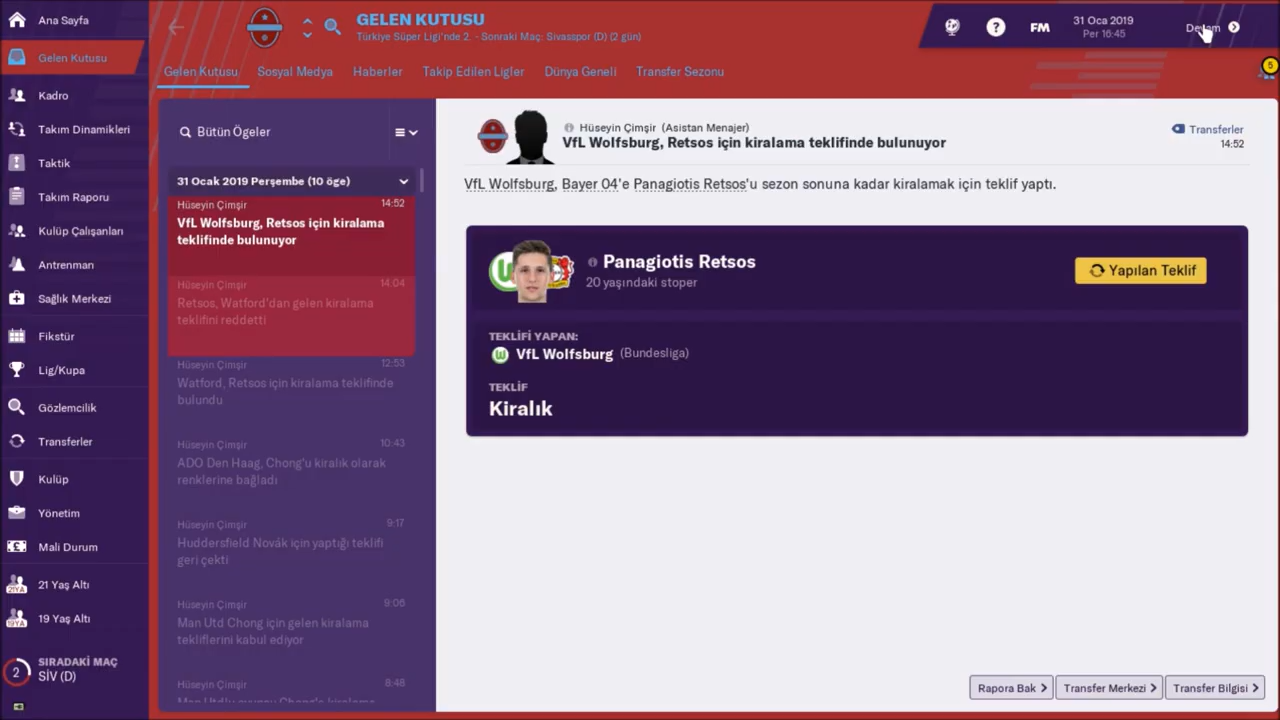 Ana Sayfa
Gelen Kutusu
Kadro
Takım Dinamikleri
Taktik
Takım Raporu
Kulüp Çalışanları
Antrenman
Sağlık Merkezi
Fikstür
Lig/Kupa
Gözlemcilik
Transferler
Kulüp
Yönetim
Mali Durum
21YA
21 Yaş Altı
19YA
19 Yaş Altı
2
SIRADAKİ MAÇ
SİV (D)
GELEN KUTUSU
Türkiye Süper Ligi'nde 2. - Sonraki Maç: Sivasspor (D) (2 gün)
FM
31 Oca 2019
Per 16:45
Devam
5
Gelen Kutusu
Sosyal Medya
Haberler
Takip Edilen Ligler
Dünya Geneli
Transfer Sezonu
Bütün Ögeler
31 Ocak 2019 Perşembe (10 öge)
Hüseyin Çimşir 14:52
VfL Wolfsburg, Retsos için kiralama
teklifinde bulunuyor
Hüseyin Çimşir 14:04
Retsos, Watford'dan gelen kiralama
teklifini reddetti
Hüseyin Çimşir 12:53
Watford, Retsos için kiralama teklifinde
bulundu
Hüseyin Çimşir 10:43
ADO Den Haag, Chong'u kiralık olarak
renklerine bağladı
Hüseyin Çimşir 9:17
Huddersfield Novák için yaptığı teklifi
geri çekti
Hüseyin Çimşir 9:06
Man Utd Chong için gelen kiralama
tekliflerini kabul ediyor
Hüseyin Çimşir 8:48
Hüseyin Çimşir (Asistan Menajer)
VfL Wolfsburg, Retsos için kiralama teklifinde bulunuyor
Transferler
14:52
VfL Wolfsburg, Bayer 04'e Panagiotis Retsos'u sezon sonuna kadar kiralamak için teklif yaptı.
Panagiotis Retsos
20 yaşındaki stoper
Yapılan Teklif
TEKLİFİ YAPAN:
VfL Wolfsburg (Bundesliga)
TEKLİF
Kiralık
Rapora Bak
Transfer Merkezi
Transfer Bilgisi